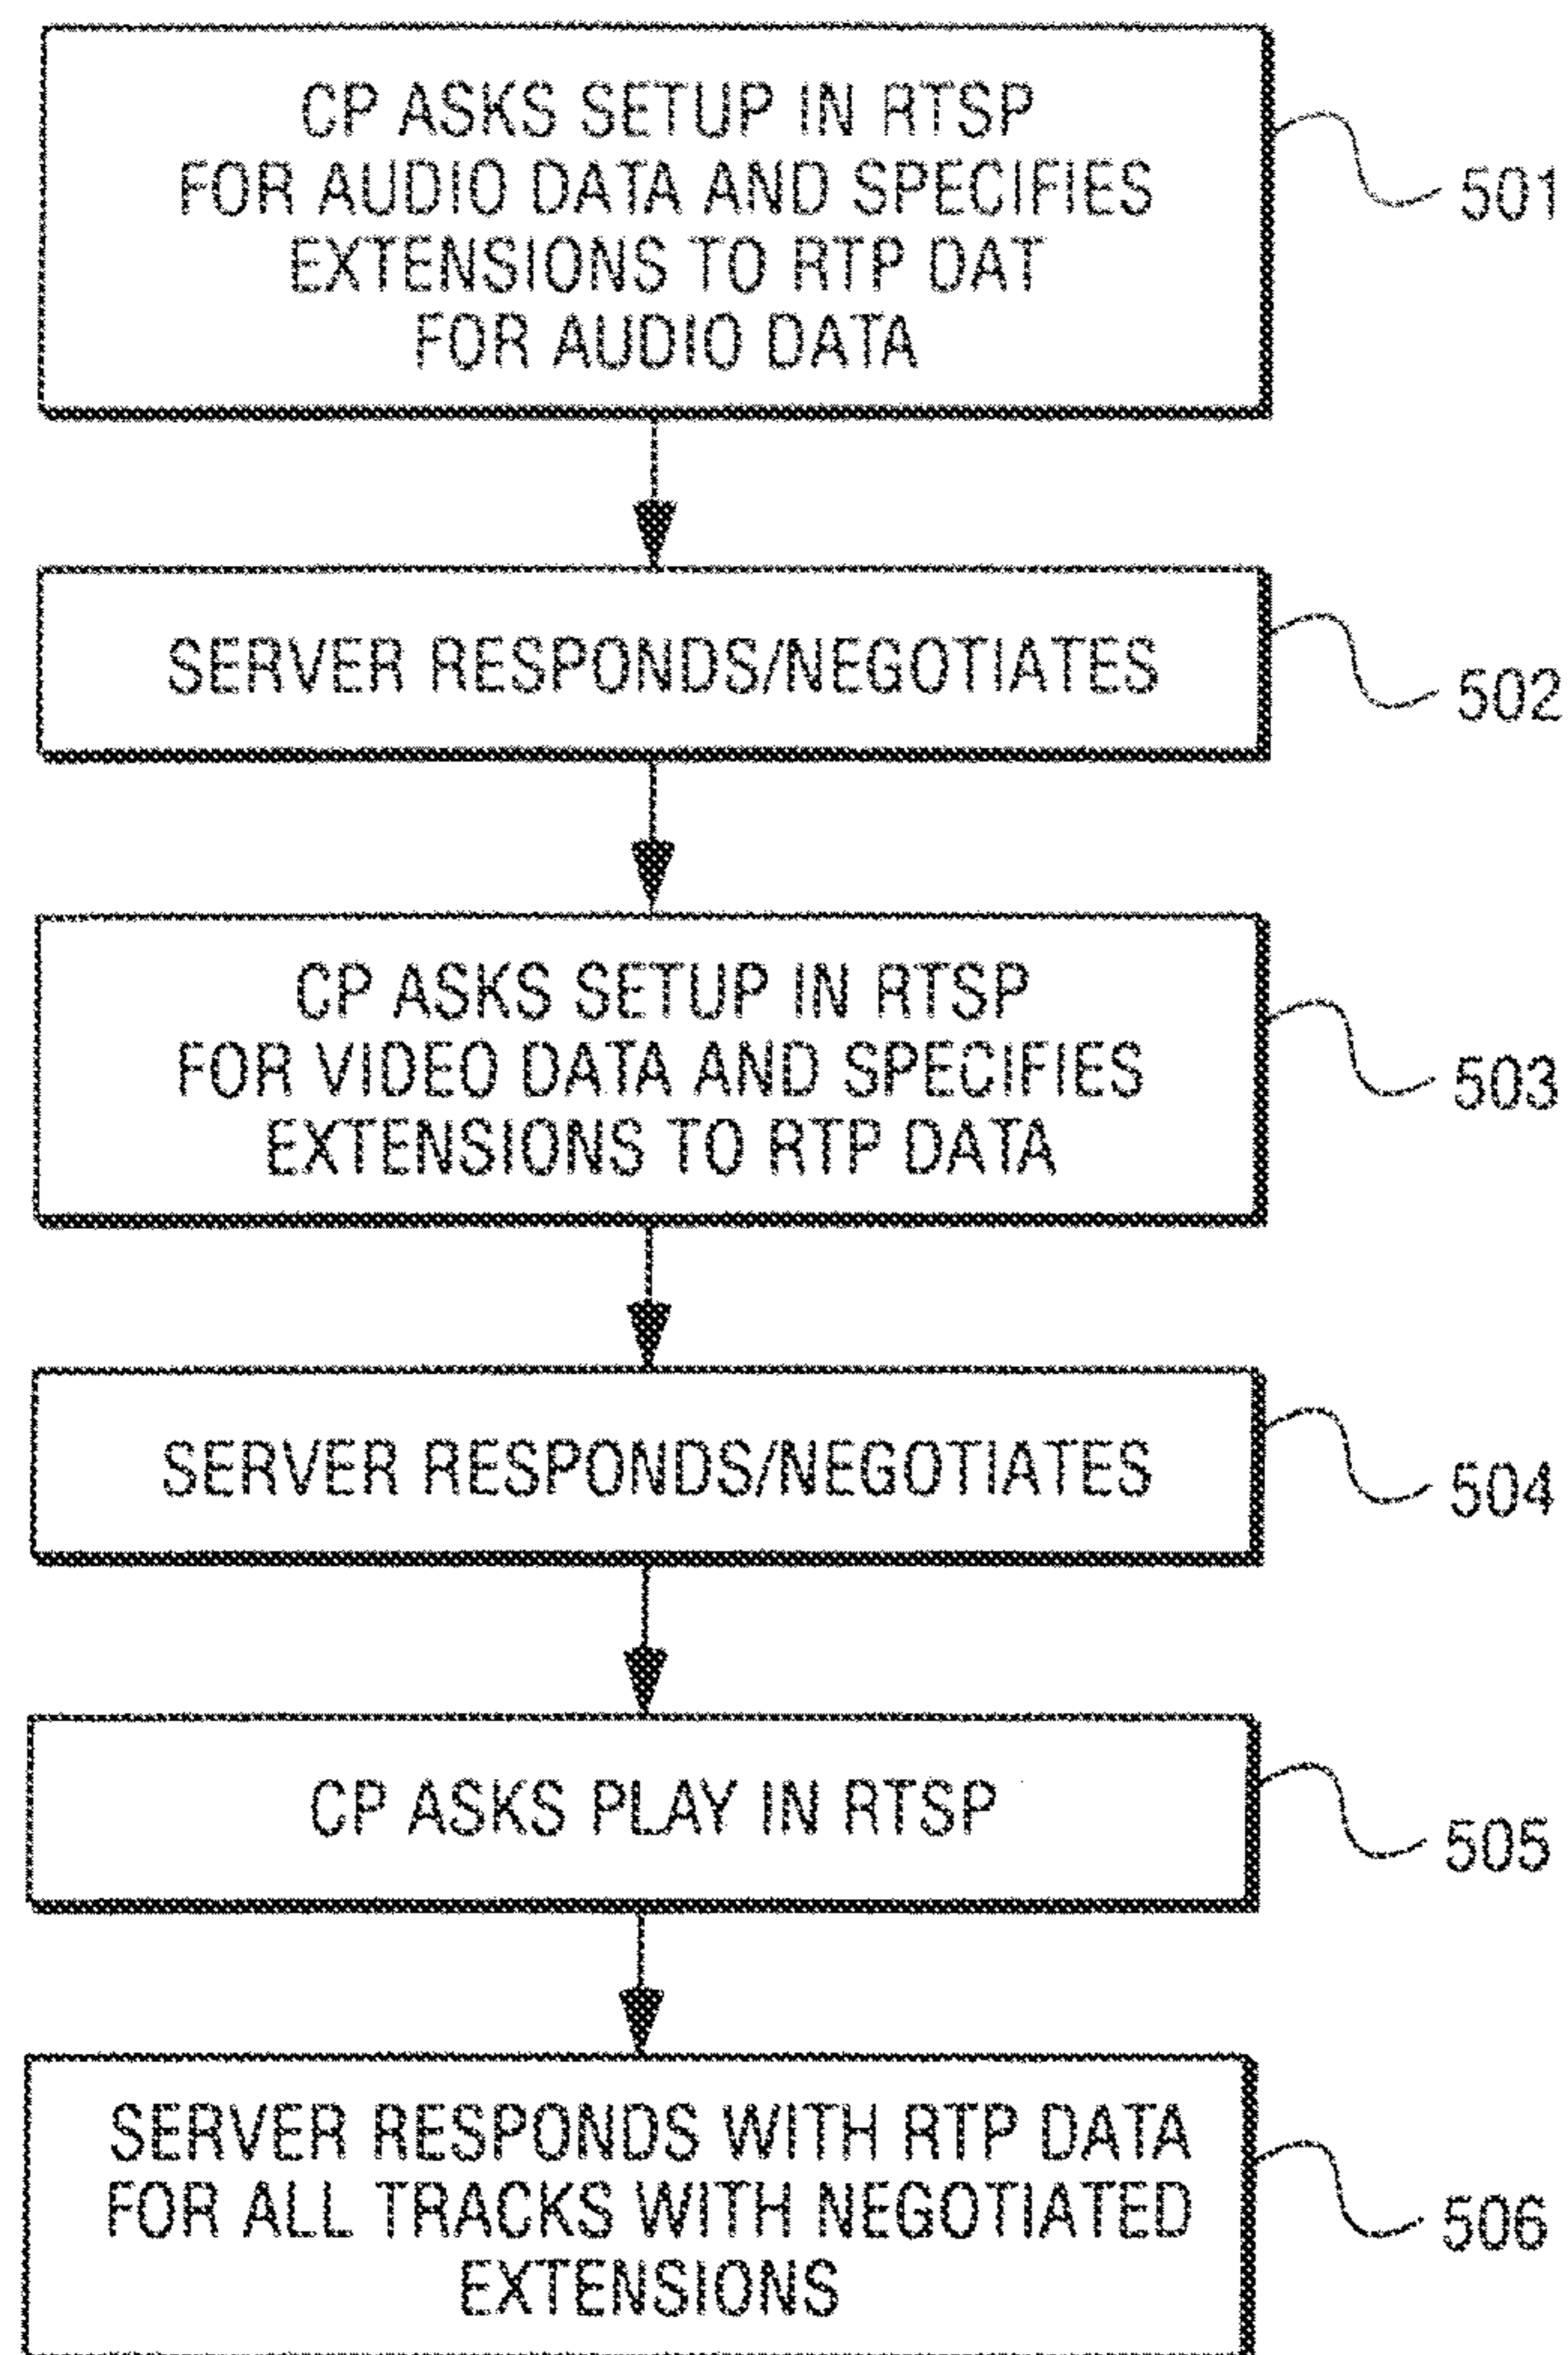 CP ASKS SETUP IN RTSP
FOR AUDIO DATA AND SPECIFIES
EXTENSIONS TO RTP DAT
FOR AUDIO DATA
501
SERVER RESPONDS/NEGOTIATES
502
CP ASKS SETUP IN RTSP
FOR VIDEO DATA AND SPECIFIES
EXTENSIONS TO RTP DATA
503
SERVER RESPONDS/NEGOTIATES
504
CP ASKS PLAY IN RTSP
505
SERVER RESPONDS WITH RTP DATA
FOR ALL TRACKS WITH NEGOTIATED
EXTENSIONS
506